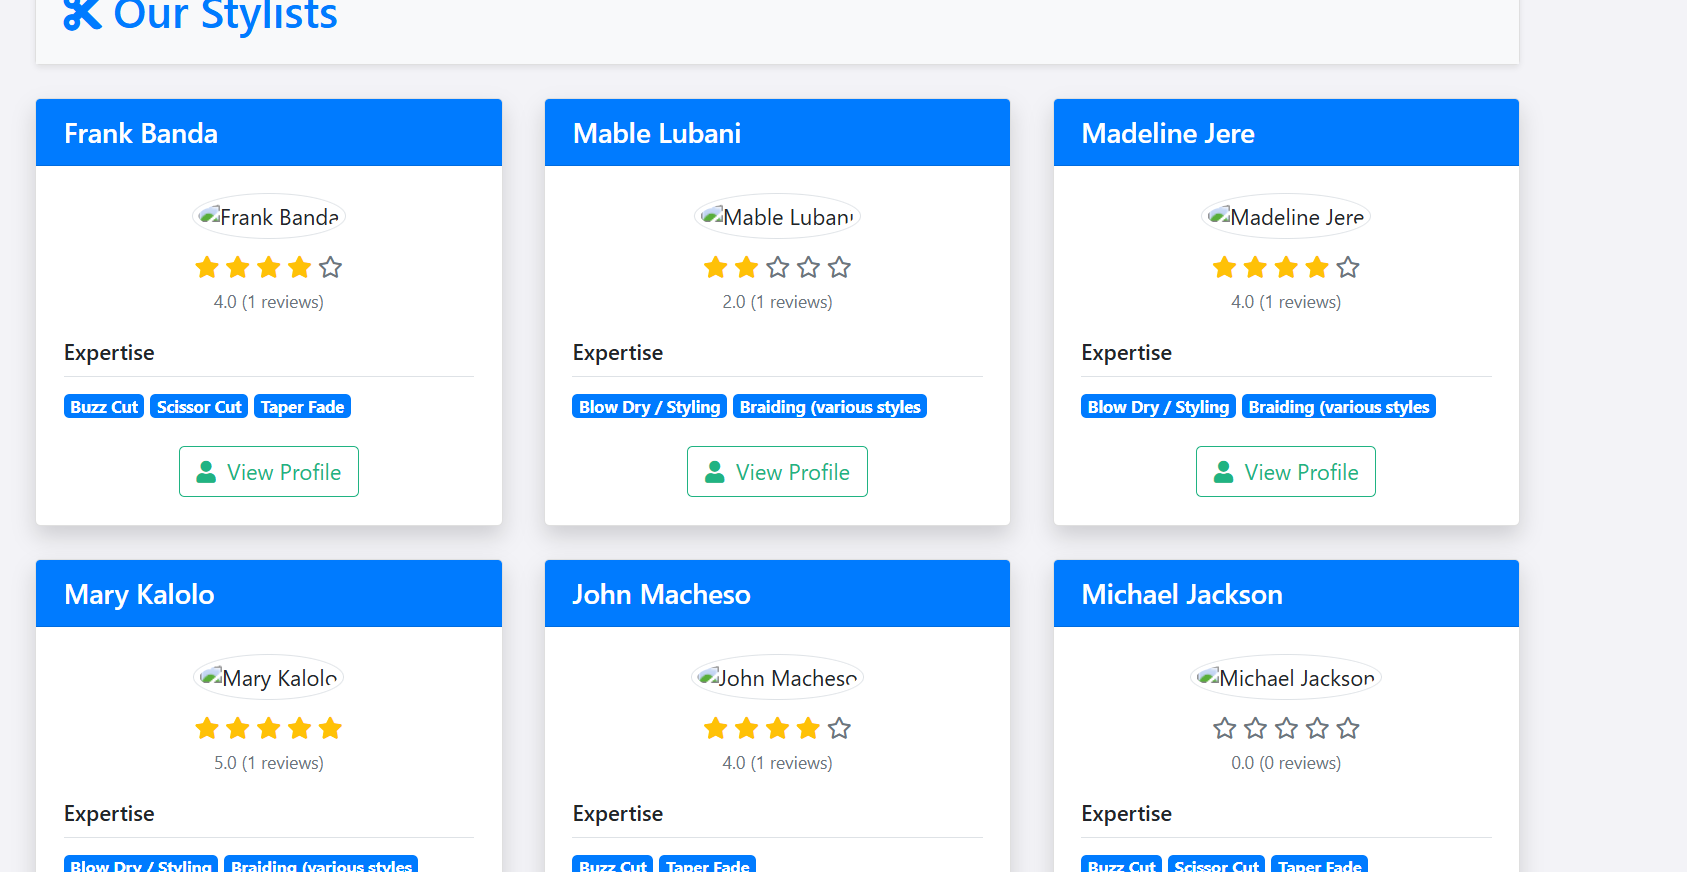 Our Stylists
Frank Banda
Mable Lubani
Madeline Jere
Frank Banda
Mable Lubani
Madeline Jere
4.0 (1 reviews)
2.0 (1 reviews)
4.0 (1 reviews)
Expertise
Expertise
Expertise
Buzz Cut Scissor Cut Taper Fade
Blow Dry / Styling Braiding (various styles
Blow Dry / Styling Braiding (various styles
View Profile
View Profile
View Profile
Mary Kalolo
John Macheso
Michael Jackson
Mary Kalolo
John Macheso
Michael Jackson
5.0 (1 reviews)
4.0 (1 reviews)
0.0 (0 reviews)
Expertise
Expertise
Expertise
Blow Dry / Styling Braiding (various styles
Buzz Cut Taper Fade
Buzz Cut Scissor Cut Taper Fade